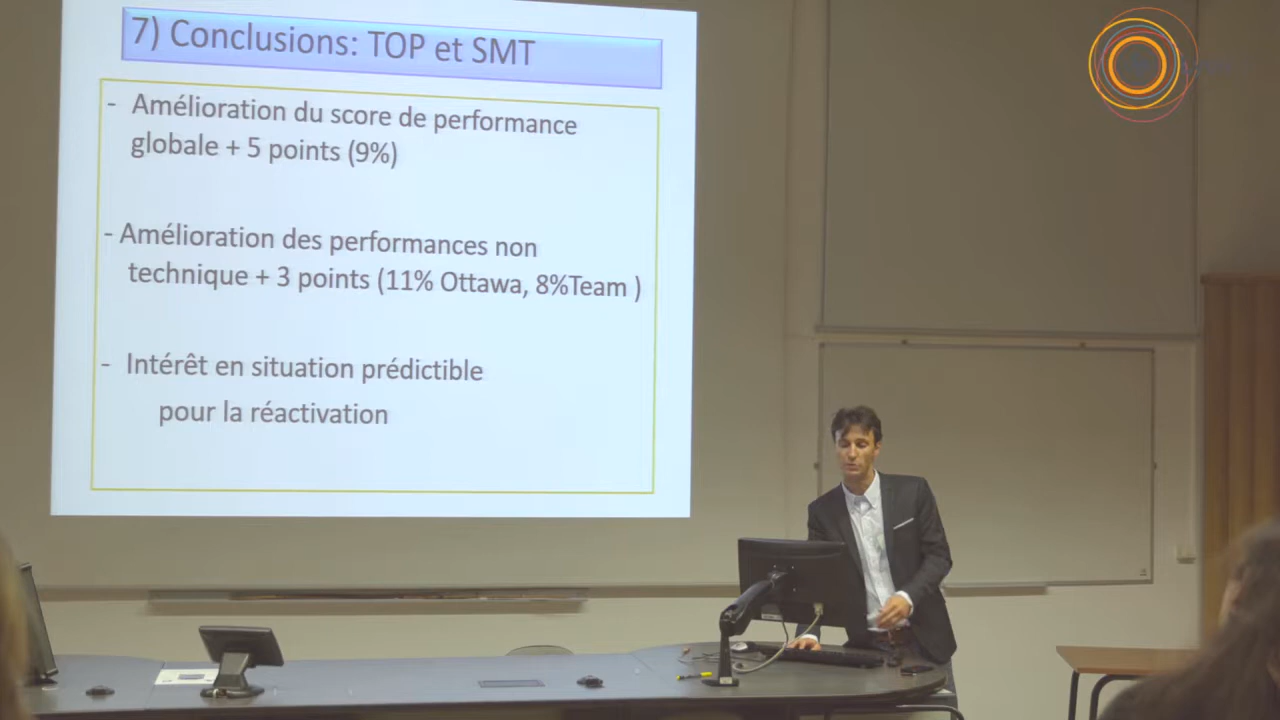 7) Conclusions: TOP et SMT
- Amélioration du score de performance
globale + 5 points (9%)
- Amélioration des performances non
technique + 3 points (11% Ottawa, 8%Team )
- Intérêt en situation prédictible
pour la réactivation